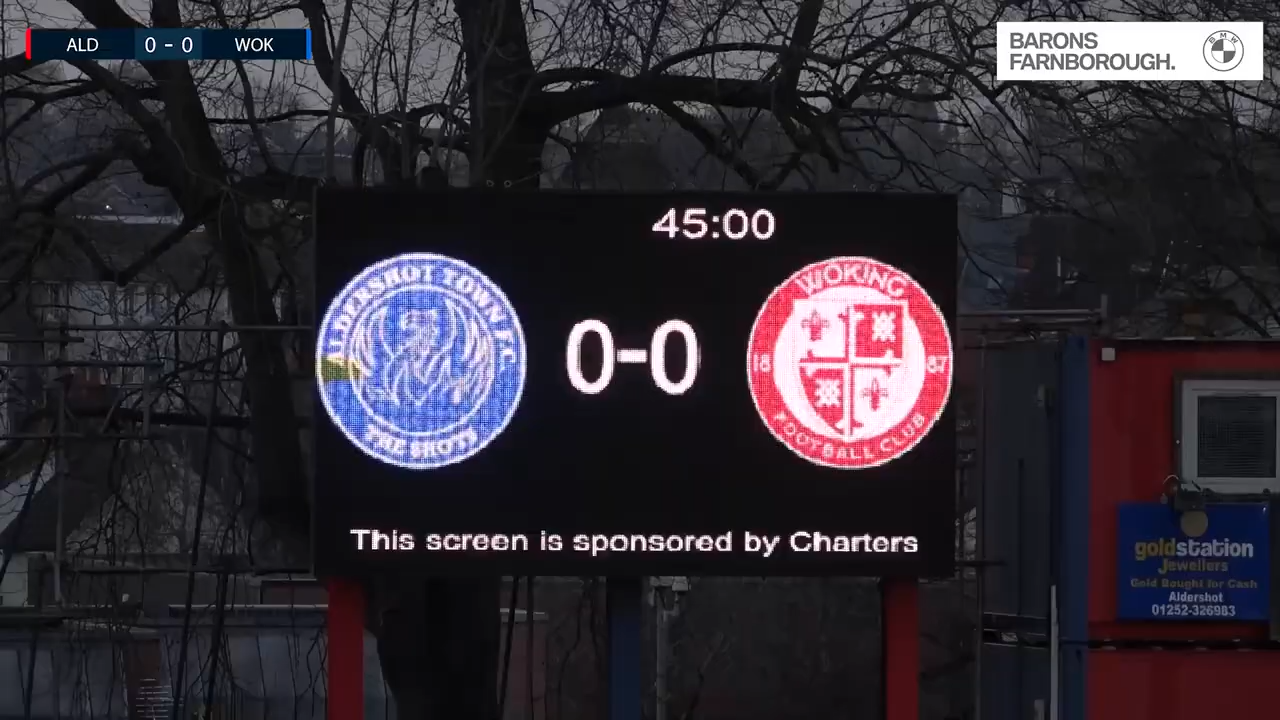 ALD 0 - 0 WOK
BARONS
FARNBOROUGH.
BMW
45:00
ALDERSHOT TOWN F.C.
THE SHOTS
0-0
WOKING
18 87
FOOTBALL CLUB
This screen is sponsored by Charters
goldstation
Jewellers
Gold Bought for Cash
Aldershot
01252-326983